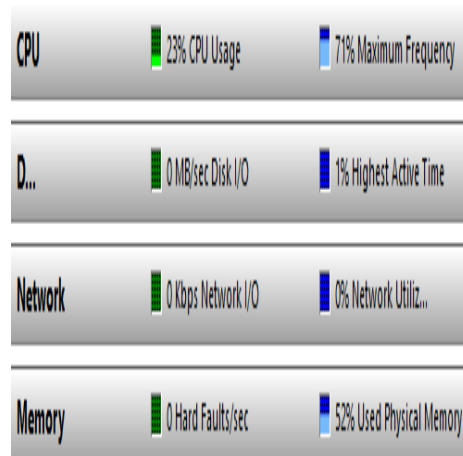 CPU 23% CPU Usage 71% Maximum Frequency
D... 0 MB/sec Disk I/O 1% Highest Active Time
Network 0 Kbps Network I/O 0% Network Utiliz...
Memory 0 Hard Faults/sec 52% Used Physical Memory